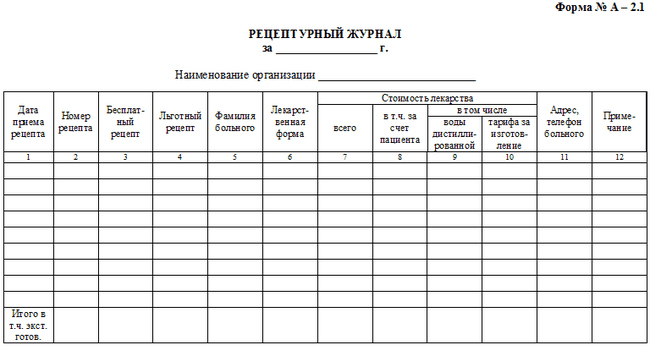 Форма № А – 2.1
РЕЦЕПТУРНЫЙ ЖУРНАЛ
за _________________ г.
Наименование организации __________________________
Дата
приема
рецепта
Номер
рецепта
Бесплат-
ный
рецепт
Льготный
рецепт
Фамилия
больного
Лекарст-
венная
форма
Стоимость лекарства
всего
в т.ч. за
счет
пациента
в том числе
воды
дистилли-
рованной
тарифа за
изготов-
ление
Адрес,
телефон
больного
Приме-
чание
1 2 3 4 5 6 7 8 9 10 11 12
Итого в
т.ч. экст.
готов.